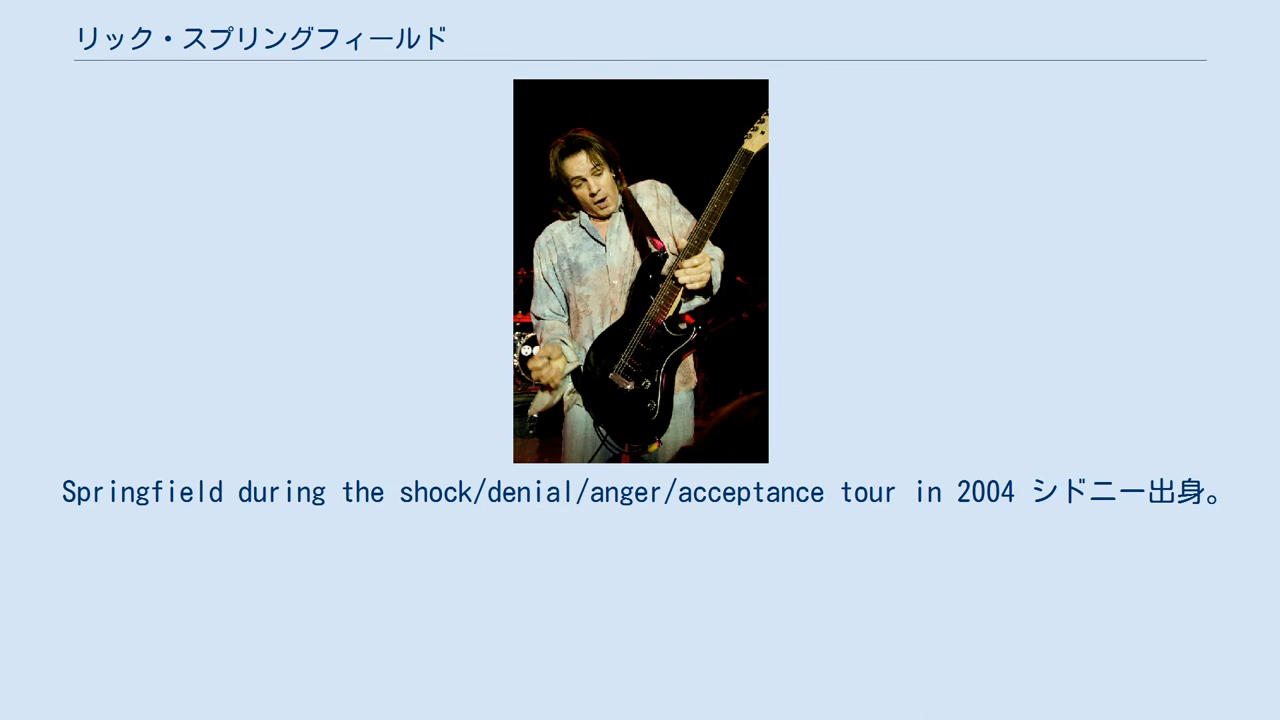 リック・スプリングフィールド
Springfield during the shock/denial/anger/acceptance tour in 2004 シドニー出身。